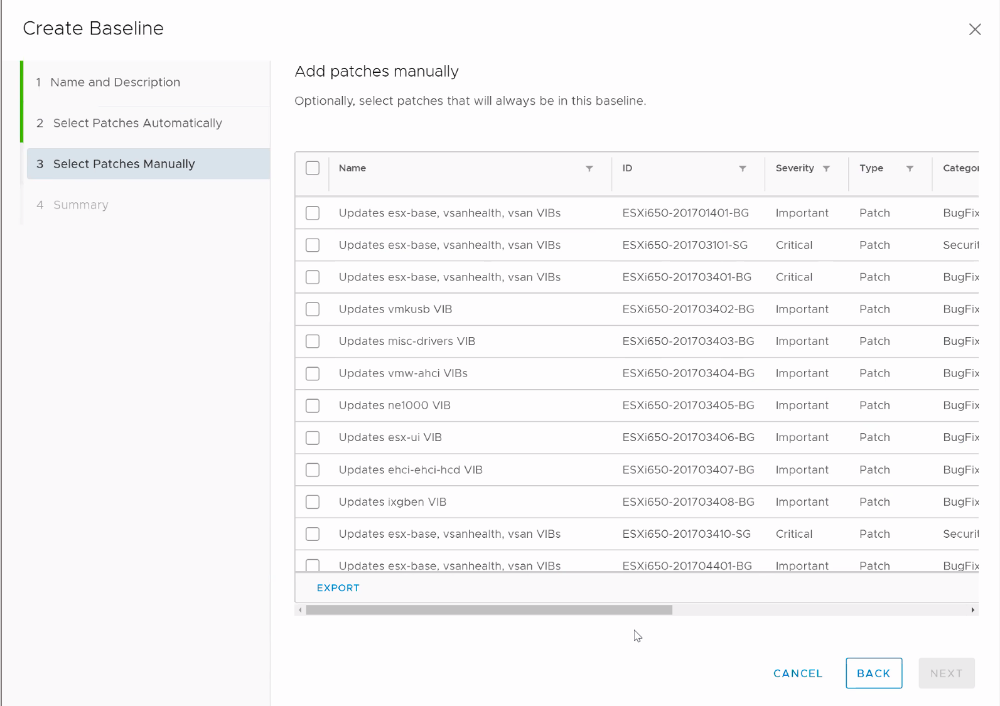 Create Baseline
1 Name and Description
2 Select Patches Automatically
3 Select Patches Manually
4 Summary
Add patches manually
Optionally, select patches that will always be in this baseline.
Name ID Severity Type Categor
Updates esx-base, vsanhealth, vsan VIBs ESXi650-201701401-BG Important Patch BugFix
Updates esx-base, vsanhealth, vsan VIBs ESXi650-201703101-SG Critical Patch Securit
Updates esx-base, vsanhealth, vsan VIBs ESXi650-201703401-BG Critical Patch BugFix
Updates vmkusb VIB ESXi650-201703402-BG Important Patch BugFix
Updates misc-drivers VIB ESXi650-201703403-BG Important Patch BugFix
Updates vmw-ahci VIBs ESXi650-201703404-BG Important Patch BugFix
Updates ne1000 VIB ESXi650-201703405-BG Important Patch BugFix
Updates esx-ui VIB ESXi650-201703406-BG Important Patch BugFix
Updates ehci-ehci-hcd VIB ESXi650-201703407-BG Important Patch BugFix
Updates ixgben VIB ESXi650-201703408-BG Important Patch BugFix
Updates esx-base, vsanhealth, vsan VIBs ESXi650-201703410-SG Critical Patch Securit
Updates esx-base, vsanhealth, vsan VIBs ESXi650-201704401-BG Important Patch BugFix
EXPORT
CANCEL BACK NEXT